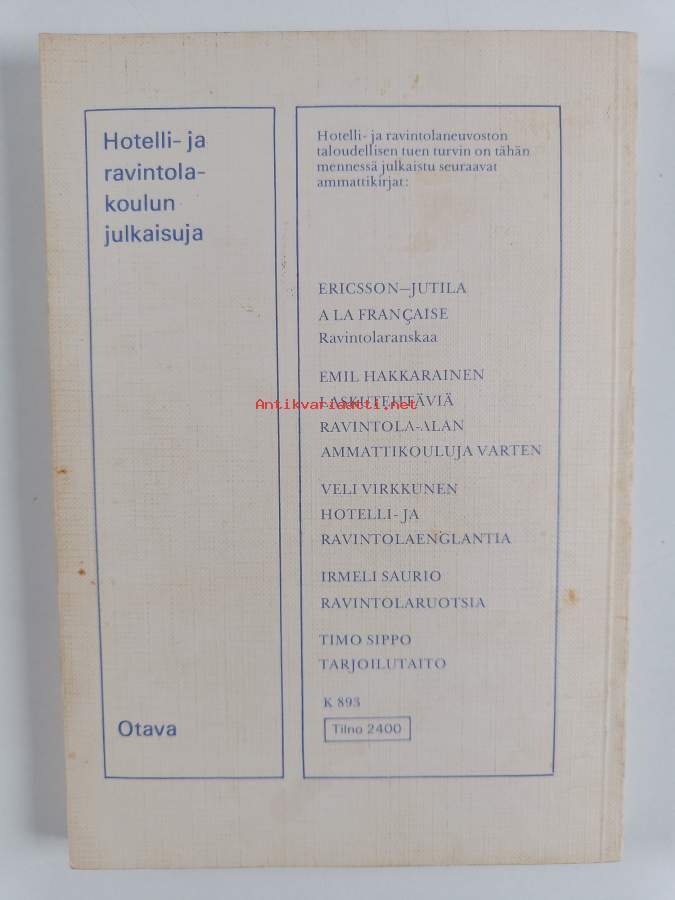 Hotelli- ja
ravintola-
koulun
julkaisuja
Otava
Hotelli- ja ravintolaneuvoston
taloudellisen tuen turvin on tähän
mennessä julkaistu seuraavat
ammattikirjat:
ERICSSON—JUTILA
A LA FRANÇAISE
Ravintolaranskaa
EMIL HAKKARAINEN
LASKUTEHTÄVIÄ
Antikvariaatti.net
RAVINTOLA-ALAN
AMMATTIKOULUJA VARTEN
VELI VIRKKUNEN
HOTELLI- JA
RAVINTOLAENGLANTIA
IRMELI SAURIO
RAVINTOLARUOTSIA
TIMO SIPPO
TARJOILUTAITO
K 893
Tilno 2400